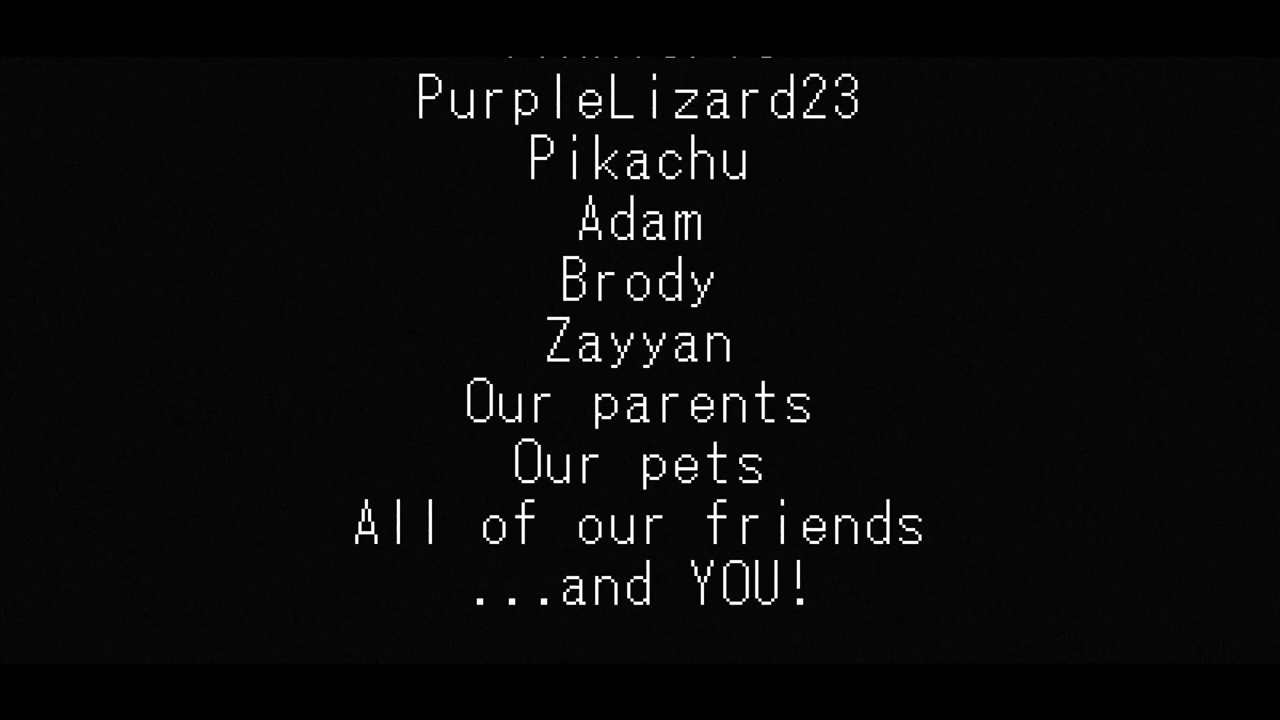 PurpleLizard23
Pikachu
Adam
Brody
Zayyan
Our parents
Our pets
All of our friends
...and YOU!